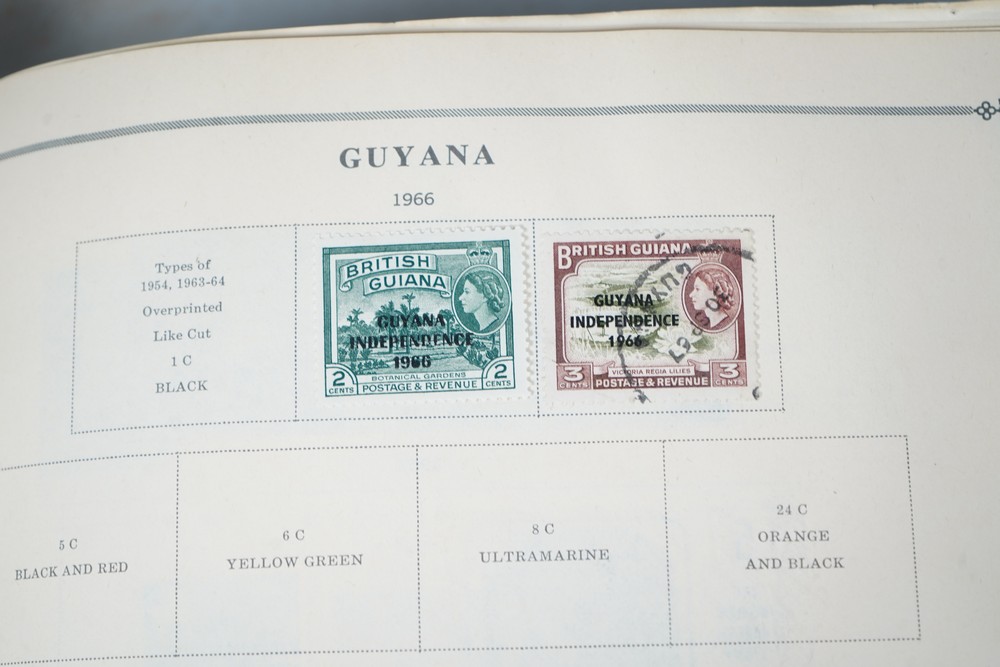 GUYANA
1966
Types of
1954, 1963-64
Overprinted
Like Cut
1 C
BLACK
BRITISH
GUIANA
GUYANA
INDEPENDENCE
1966
2 CENTS
BOTANICAL GARDENS
2 CENTS
POSTAGE & REVENUE
BRITISH GUIANA
GUYANA
INDEPENDENCE
1966
VICTORIA REGIA LILIES
3 CENTS
POSTAGE & REVENUE
3 CENTS
5 C
BLACK AND RED
6 C
YELLOW GREEN
8 C
ULTRAMARINE
24 C
ORANGE
AND BLACK